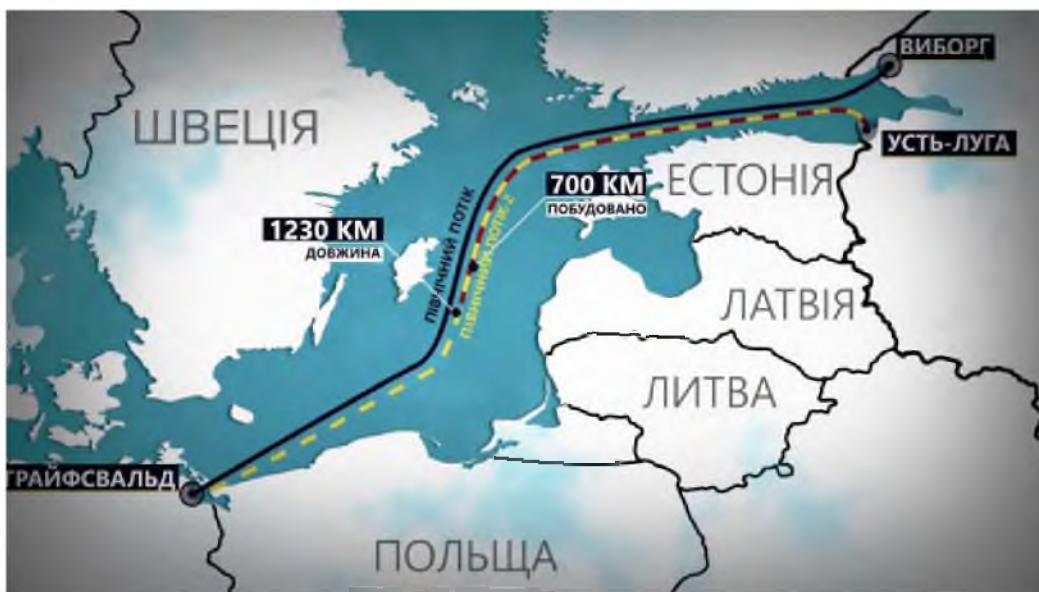 ВИБОРГ
ШВЕЦІЯ
УСТЬ-ЛУГА
700 КМ
ПОБУДОВАНО
ЕСТОНІЯ
1230 КМ
ДОВЖИНА
ПІВНІЧНИЙ ПОТІК
ПІВНІЧНИЙ ПОТІК-2
ЛАТВІЯ
ЛИТВА
ГРАЙФСВАЛЬД
ПОЛЬЩА